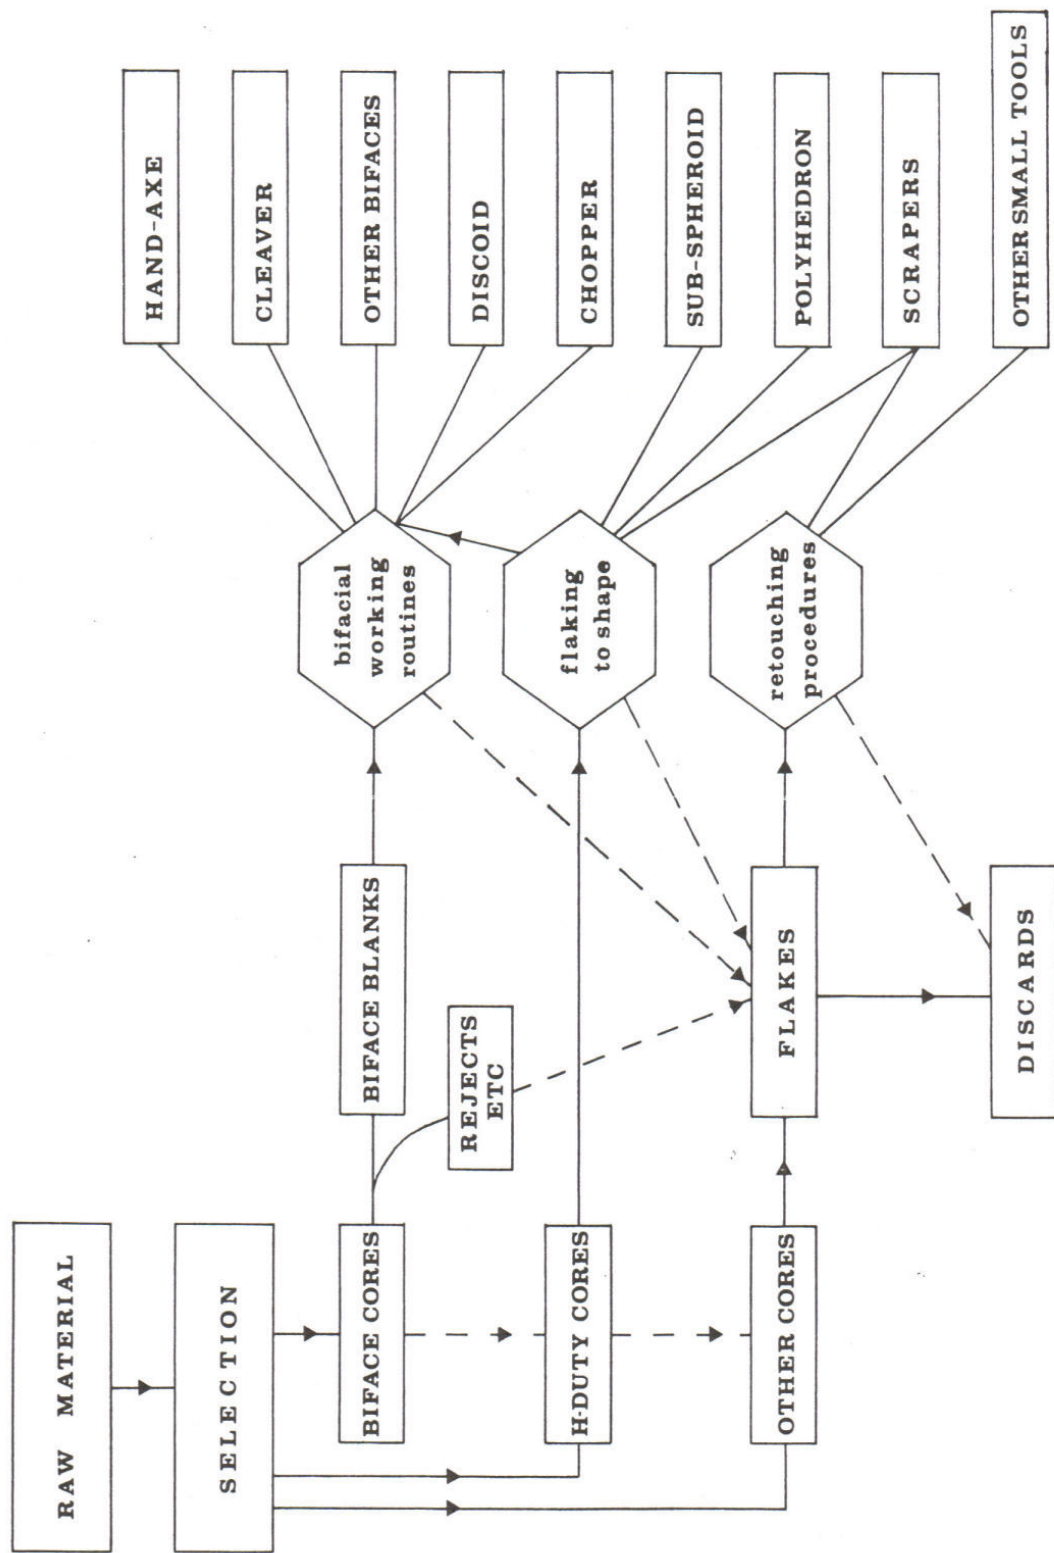 RAW MATERIAL
SELECTION
BIFACE CORES
H-DUTY CORES
OTHER CORES
REJECTS
ETC
BIFACE BLANKS
FLAKES
DISCARDS
bifacial
working
routines
flaking
to shape
retouching
procedures
HAND-AXE
CLEAVER
OTHER BIFACES
DISCOID
CHOPPER
SUB-SPHEROID
POLYHEDRON
SCRAPERS
OTHER SMALL TOOLS